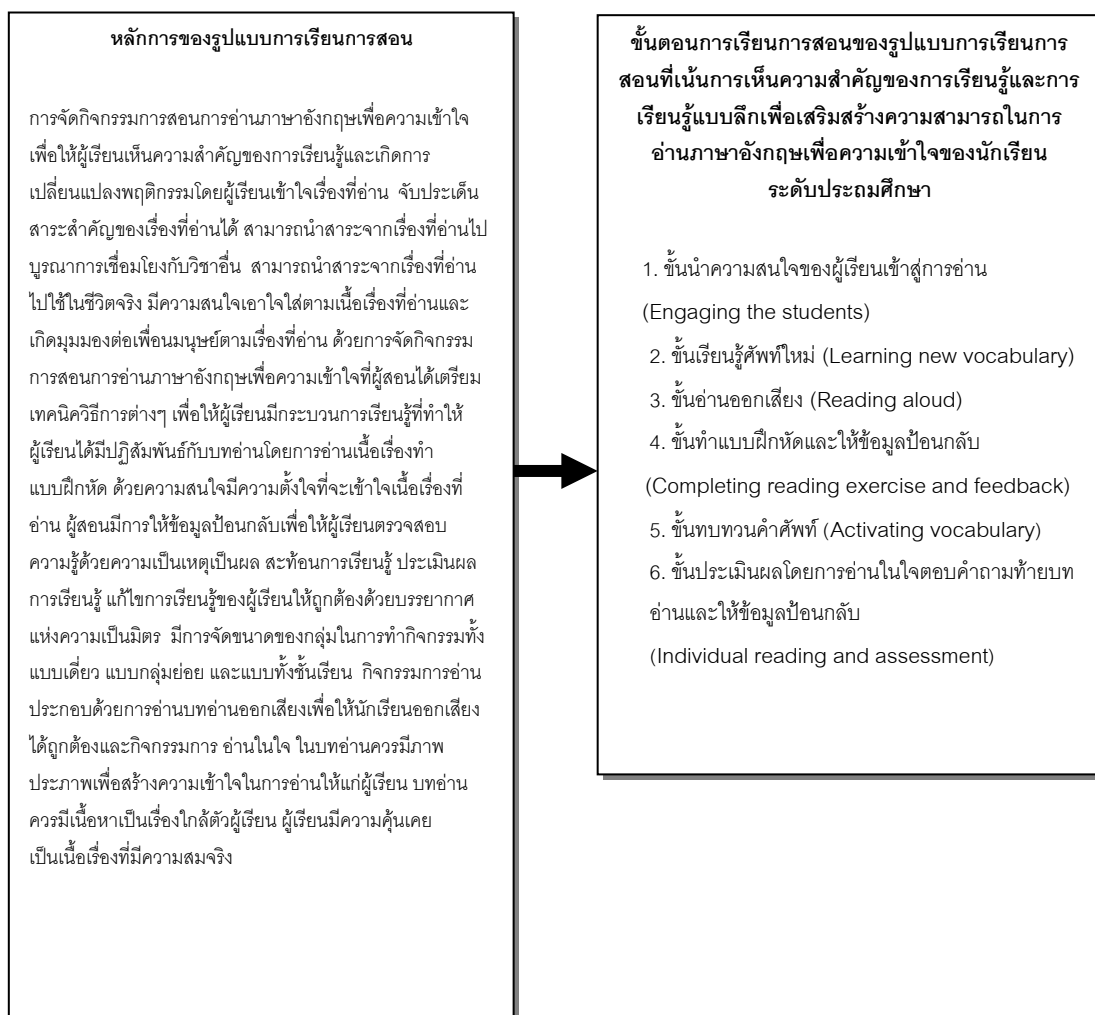 หลักการของรูปแบบการเรียนการสอน
การจัดกิจกรรมการสอนการอ่านภาษาอังกฤษเพื่อความเข้าใจ
เพื่อให้ผู้เรียนเห็นความสำคัญของการเรียนรู้และเกิดการ
เปลี่ยนแปลงพฤติกรรมโดยผู้เรียนเข้าใจเรื่องที่อ่าน จับประเด็น
สาระสำคัญของเรื่องที่อ่านได้ สามารถนำสาระจากเรื่องที่อ่านไป
บูรณาการเชื่อมโยงกับวิชาอื่น สามารถนำสาระจากเรื่องที่อ่าน
ไปใช้ในชีวิตจริง มีความสนใจเอาใจใส่ตามเนื้อเรื่องที่อ่านและ
เกิดมุมมองต่อเพื่อนมนุษย์ตามเรื่องที่อ่าน ด้วยการจัดกิจกรรม
การสอนการอ่านภาษาอังกฤษเพื่อความเข้าใจที่ผู้สอนได้เตรียม
เทคนิควิธีการต่างๆ เพื่อให้ผู้เรียนมีกระบวนการเรียนรู้ที่ทำให้
ผู้เรียนได้มีปฏิสัมพันธ์กับบทอ่านโดยการอ่านเนื้อเรื่องทำ
แบบฝึกหัด ด้วยความสนใจมีความตั้งใจที่จะเข้าใจเนื้อเรื่องที่
อ่าน ผู้สอนมีการให้ข้อมูลป้อนกลับเพื่อให้ผู้เรียนตรวจสอบ
ความรู้ด้วยความเป็นเหตุเป็นผล สะท้อนการเรียนรู้ ประเมินผล
การเรียนรู้ แก้ไขการเรียนรู้ของผู้เรียนให้ถูกต้องด้วยบรรยากาศ
แห่งความเป็นมิตร มีการจัดขนาดของกลุ่มในการทำกิจกรรมทั้ง
แบบเดี่ยว แบบกลุ่มย่อย และแบบทั้งชั้นเรียน กิจกรรมการอ่าน
ประกอบด้วยการอ่านบทอ่านออกเสียงเพื่อให้นักเรียนออกเสียง
ได้ถูกต้องและกิจกรรมการ อ่านในใจ ในบทอ่านควรมีภาพ
ประภาพเพื่อสร้างความเข้าใจในการอ่านให้แก่ผู้เรียน บทอ่าน
ควรมีเนื้อหาเป็นเรื่องใกล้ตัวผู้เรียน ผู้เรียนมีความคุ้นเคย
เป็นเนื้อเรื่องที่มีความสมจริง
ขั้นตอนการเรียนการสอนของรูปแบบการเรียนการ
สอนที่เน้นการเห็นความสำคัญของการเรียนรู้และการ
เรียนรู้แบบลึกเพื่อเสริมสร้างความสามารถในการ
อ่านภาษาอังกฤษเพื่อความเข้าใจของนักเรียน
ระดับประถมศึกษา
1. ขั้นนำความสนใจของผู้เรียนเข้าสู่การอ่าน
(Engaging the students)
2. ขั้นเรียนรู้ศัพท์ใหม่ (Learning new vocabulary)
3. ขั้นอ่านออกเสียง (Reading aloud)
4. ขั้นทำแบบฝึกหัดและให้ข้อมูลป้อนกลับ
(Completing reading exercise and feedback)
5. ขั้นทบทวนคำศัพท์ (Activating vocabulary)
6. ขั้นประเมินผลโดยการอ่านในใจตอบคำถามท้ายบท
อ่านและให้ข้อมูลป้อนกลับ
(Individual reading and assessment)